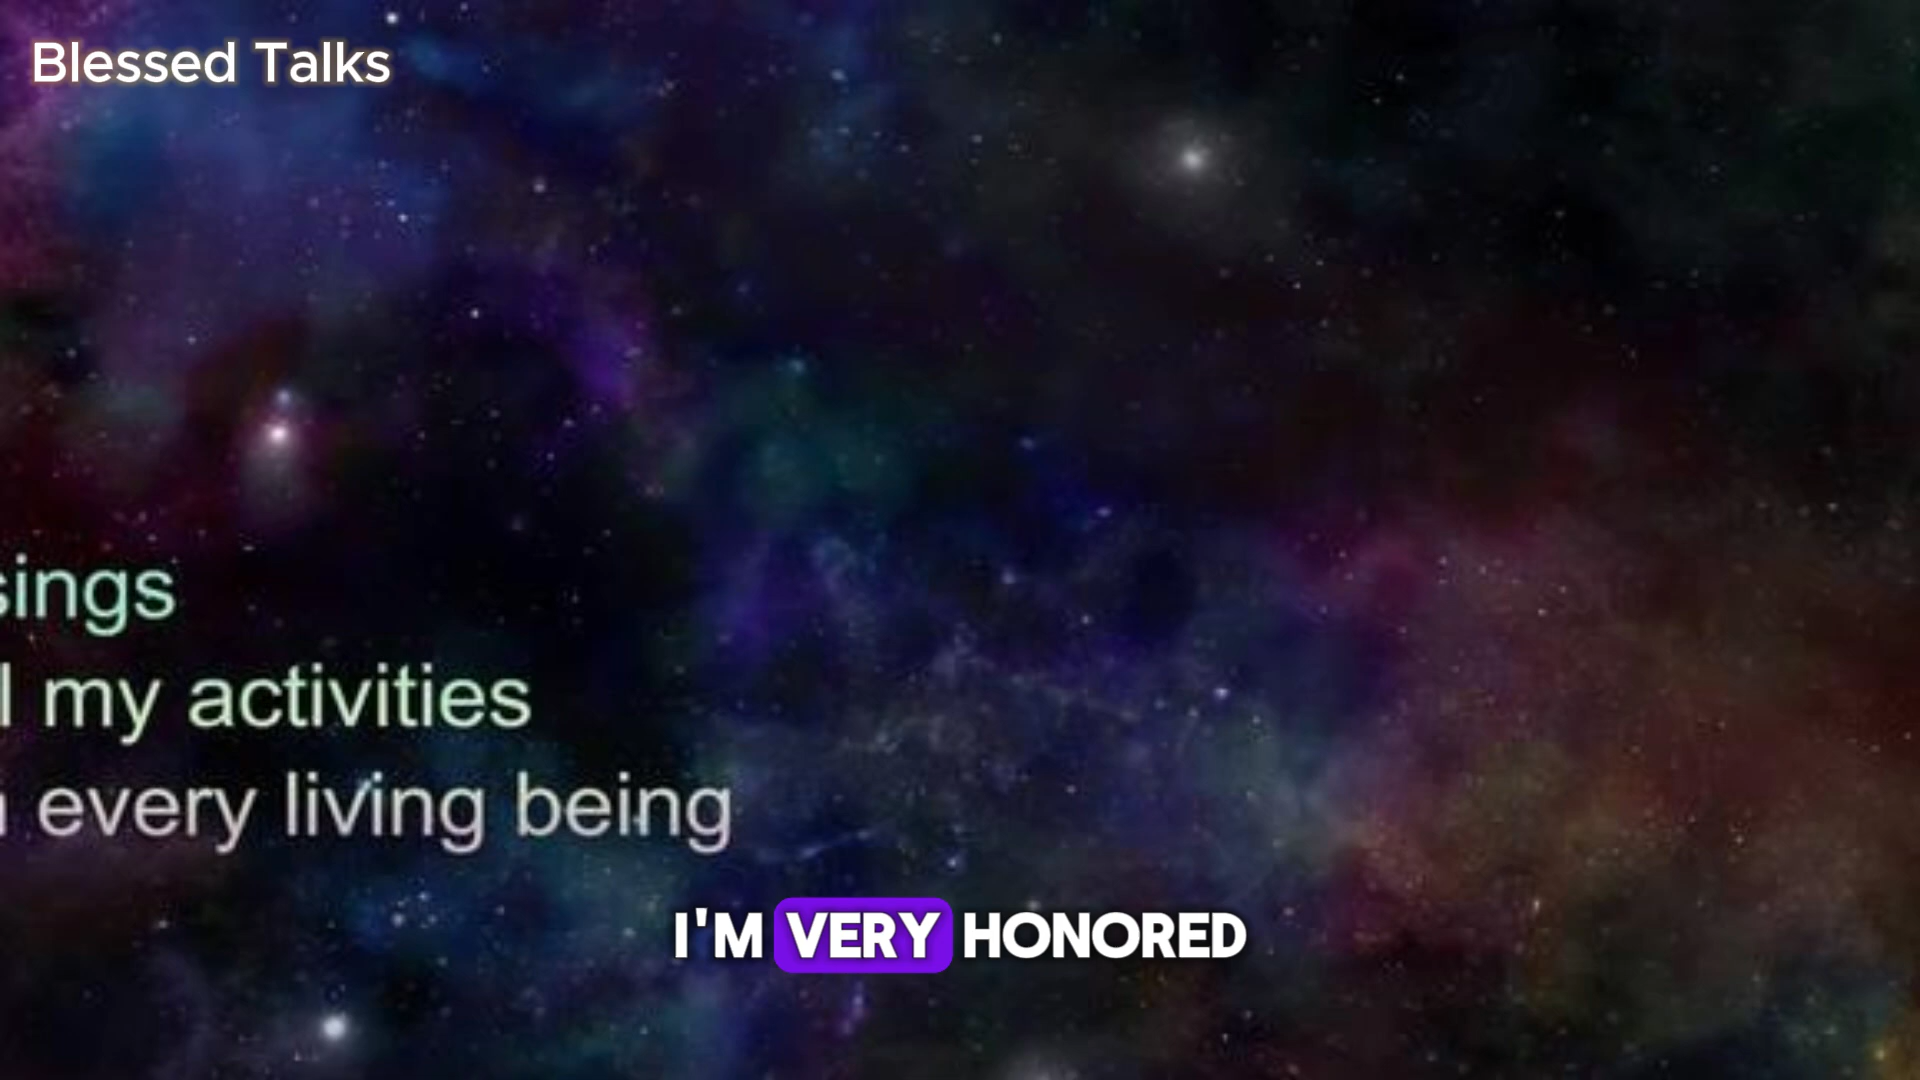 Blessed Talks
sings
my activities
every living being
I'M VERY HONORED